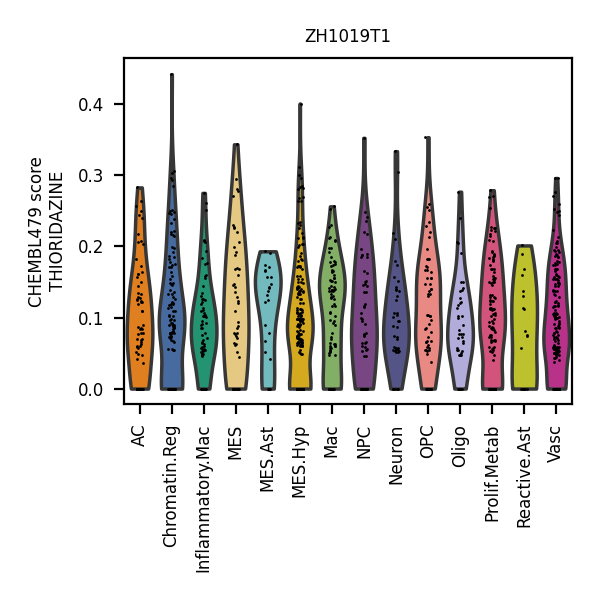 ZH1019T1
CHEMBL479 score
THIORIDAZINE
0.4
0.3
0.2
0.1
0.0
AC
Chromatin.Reg
Inflammatory.Mac
MES
MES.Ast
MES.Hyp
Mac
NPC
Neuron
OPC
Oligo
Prolif.Metab
Reactive.Ast
Vasc